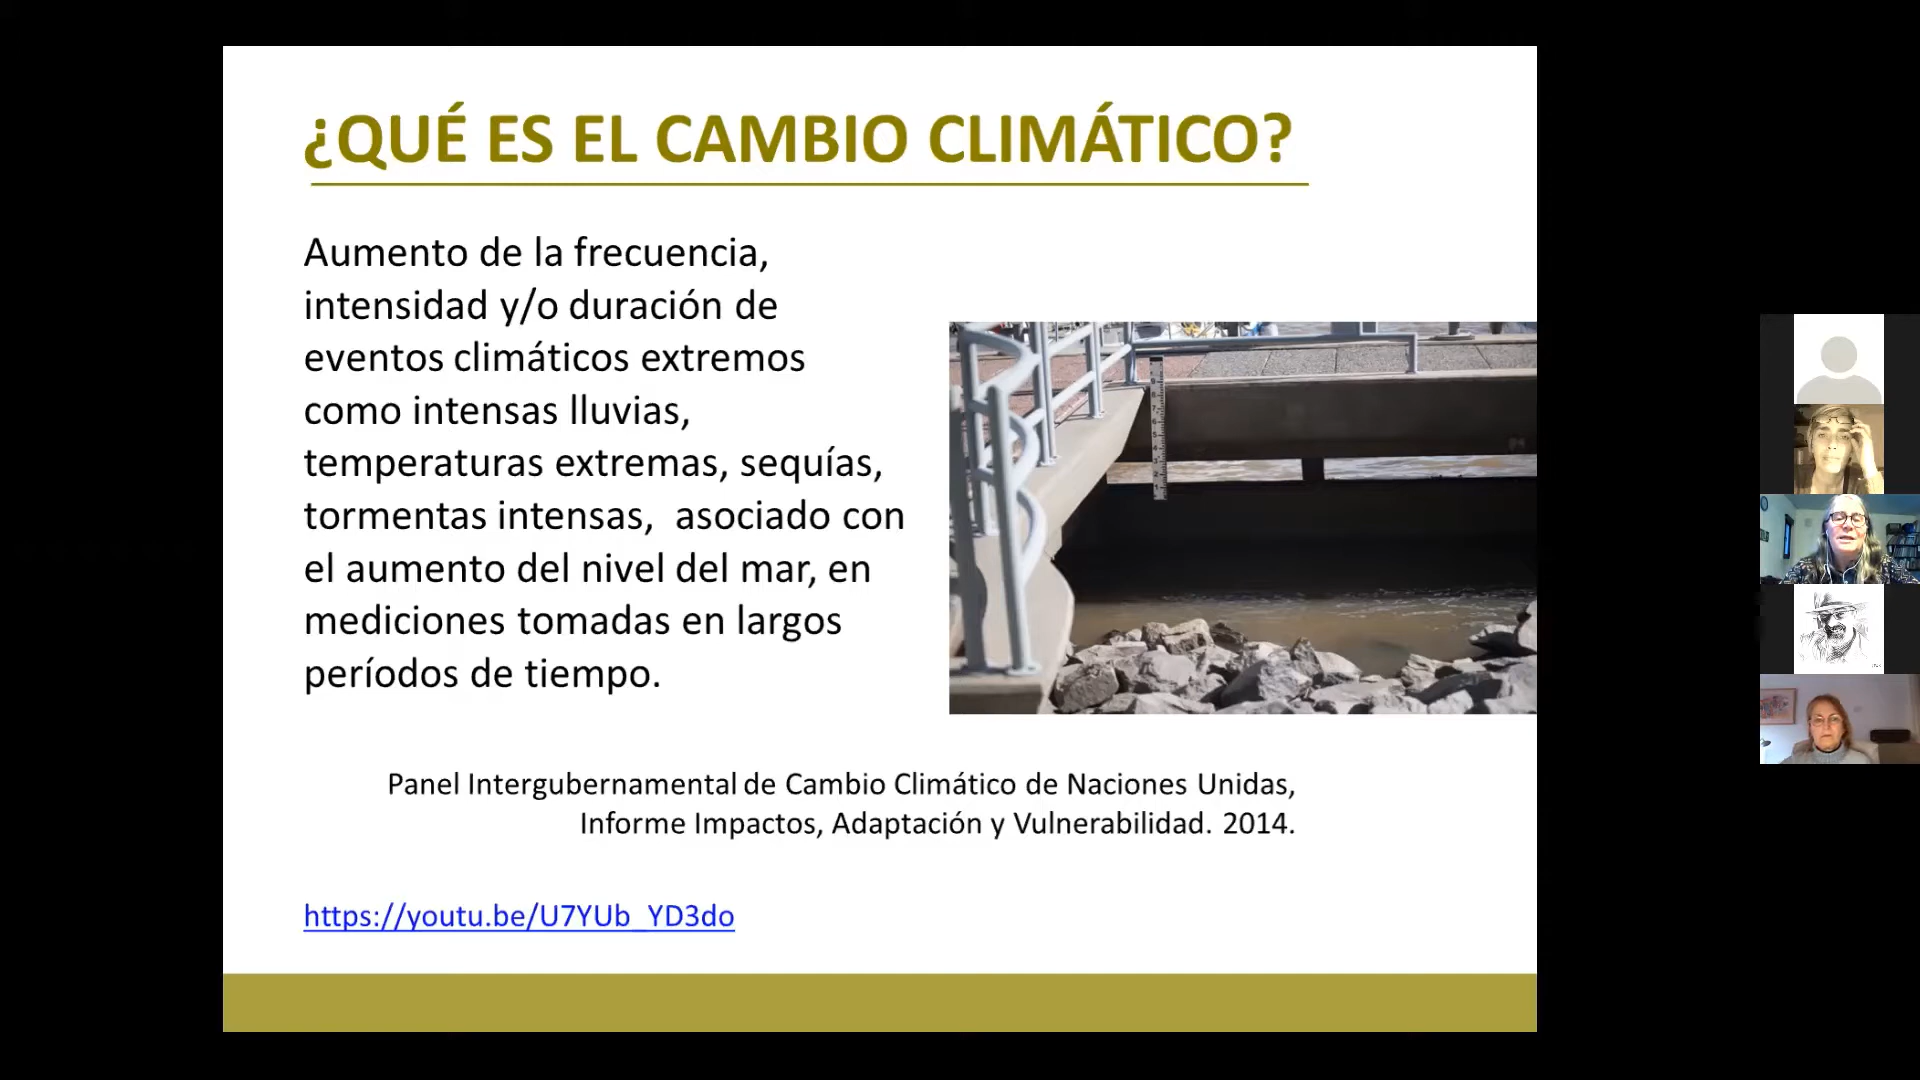 ¿QUÉ ES EL CAMBIO CLIMÁTICO?
Aumento de la frecuencia,
intensidad y/o duración de
eventos climáticos extremos
como intensas lluvias,
temperaturas extremas, sequías,
tormentas intensas, asociado con
el aumento del nivel del mar, en
mediciones tomadas en largos
períodos de tiempo.
Panel Intergubernamental de Cambio Climático de Naciones Unidas,
Informe Impactos, Adaptación y Vulnerabilidad. 2014.
https://youtu.be/U7YUb_YD3do